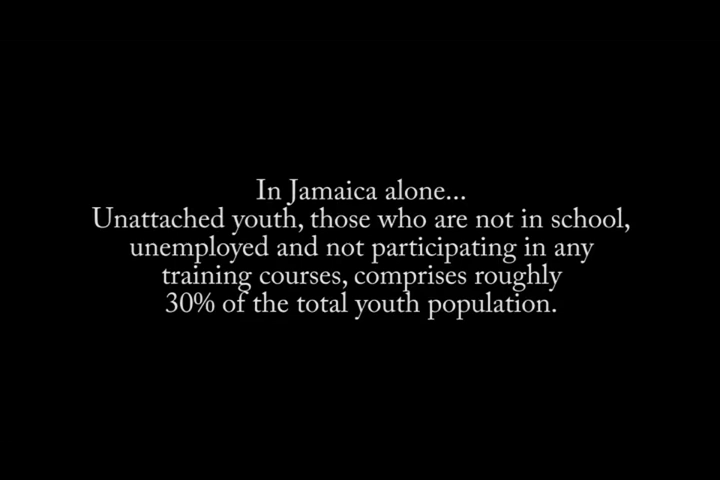 In Jamaica alone...
Unattached youth, those who are not in school,
unemployed and not participating in any
training courses, comprises roughly
30% of the total youth population.